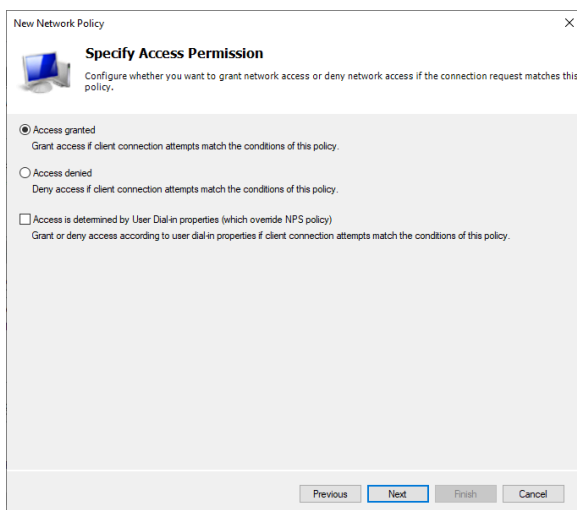 New Network Policy
Specify Access Permission
Configure whether you want to grant network access or deny network access if the connection request matches this
policy.
Access granted
Grant access if client connection attempts match the conditions of this policy.
Access denied
Deny access if client connection attempts match the conditions of this policy.
Access is determined by User Dial-in properties (which override NPS policy)
Grant or deny access according to user dial-in properties if client connection attempts match the conditions of this policy.
Previous Next Finish Cancel